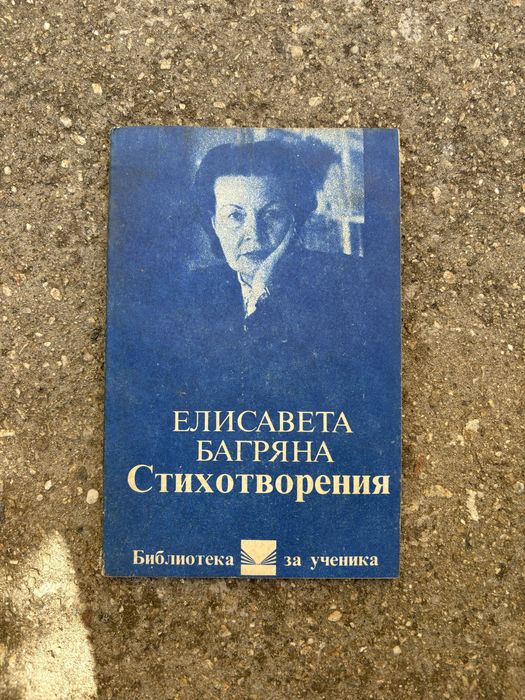 ЕЛИСАВЕТА
БАГРЯНА
Стихотворения
Библиотека за ученика